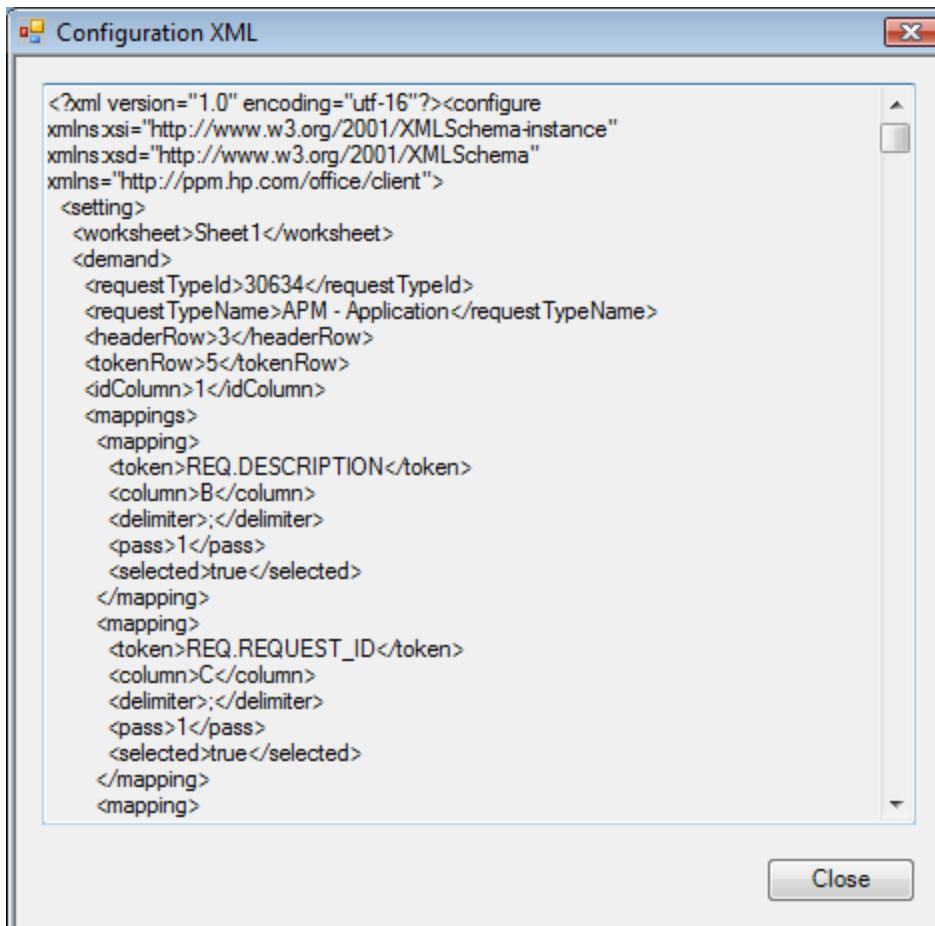 Configuration XML
<?xml version="1.0" encoding="utf-16"?><configure
xmlns:xsi="http://www.w3.org/2001/XMLSchema-instance"
xmlns:xsd="http://www.w3.org/2001/XMLSchema"
xmlns="http://ppm.hp.com/office/client">
  <setting>
    <worksheet>Sheet1</worksheet>
    <demand>
      <requestTypeId>30634</requestTypeId>
      <requestTypeName>APM - Application</requestTypeName>
      <headerRow>3</headerRow>
      <tokenRow>5</tokenRow>
      <idColumn>1</idColumn>
      <mappings>
        <mapping>
          <token>REQ.DESCRIPTION</token>
          <column>B</column>
          <delimiter>;</delimiter>
          <pass>1</pass>
          <selected>true</selected>
        </mapping>
        <mapping>
          <token>REQ.REQUEST_ID</token>
          <column>C</column>
          <delimiter>;</delimiter>
          <pass>1</pass>
          <selected>true</selected>
        </mapping>
        <mapping>
Close